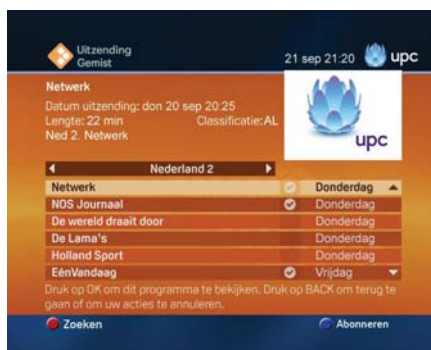 Uitzending
Gemist
21 sep 21:20
upc
Netwerk
Datum uitzending: don 20 sep 20:25
Lengte: 22 min Classificatie:AL
Ned 2. Netwerk
upc
Nederland 2
Netwerk Donderdag
NOS Journaal Donderdag
De wereld draait door Donderdag
De Lama's Donderdag
Holland Sport Donderdag
EénVandaag Vrijdag
Druk op OK om dit programma te bekijken. Druk op BACK om terug te
gaan of om uw acties te annuleren.
Zoeken Abonneren